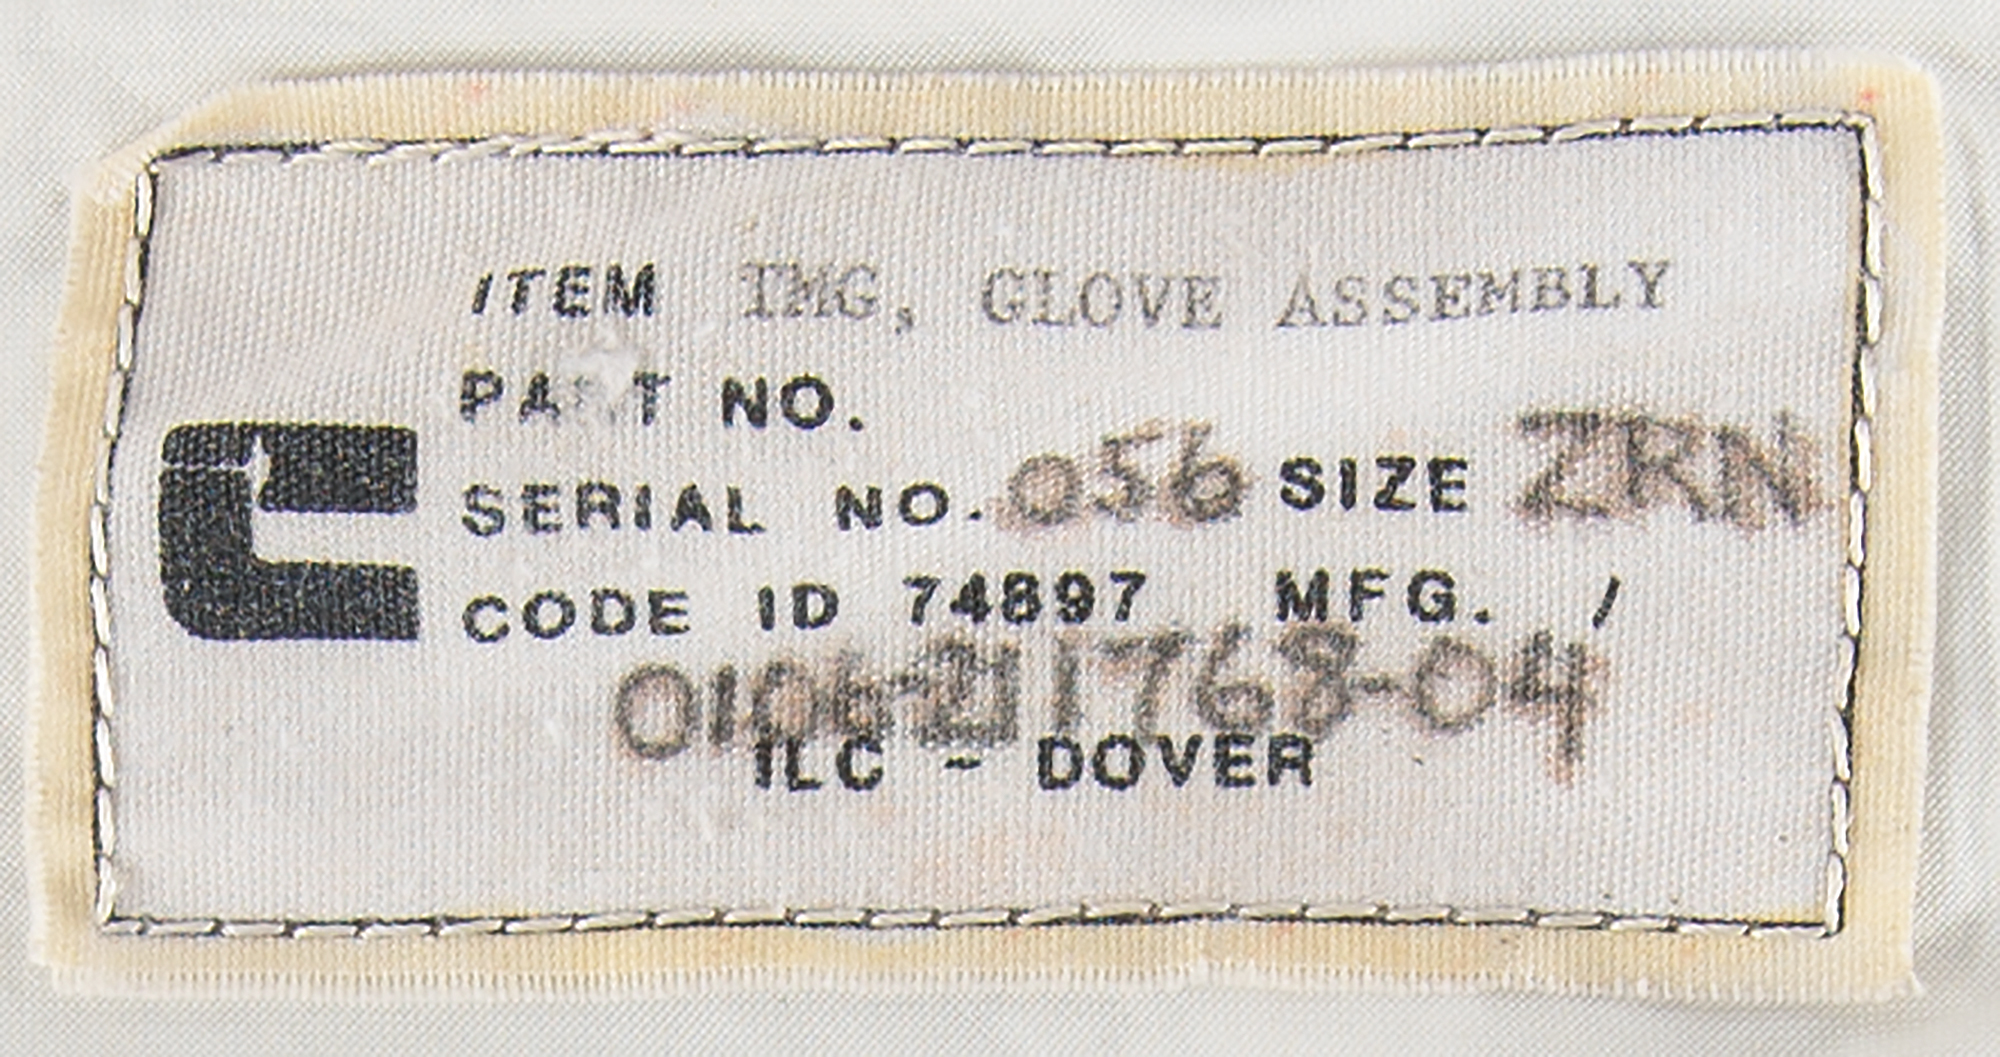 ITEM TMG, GLOVE ASSEMBLY
PART NO.
SERIAL NO. 056 SIZE ZRN
CODE ID 74897 MFG. /
ILC - DOVER